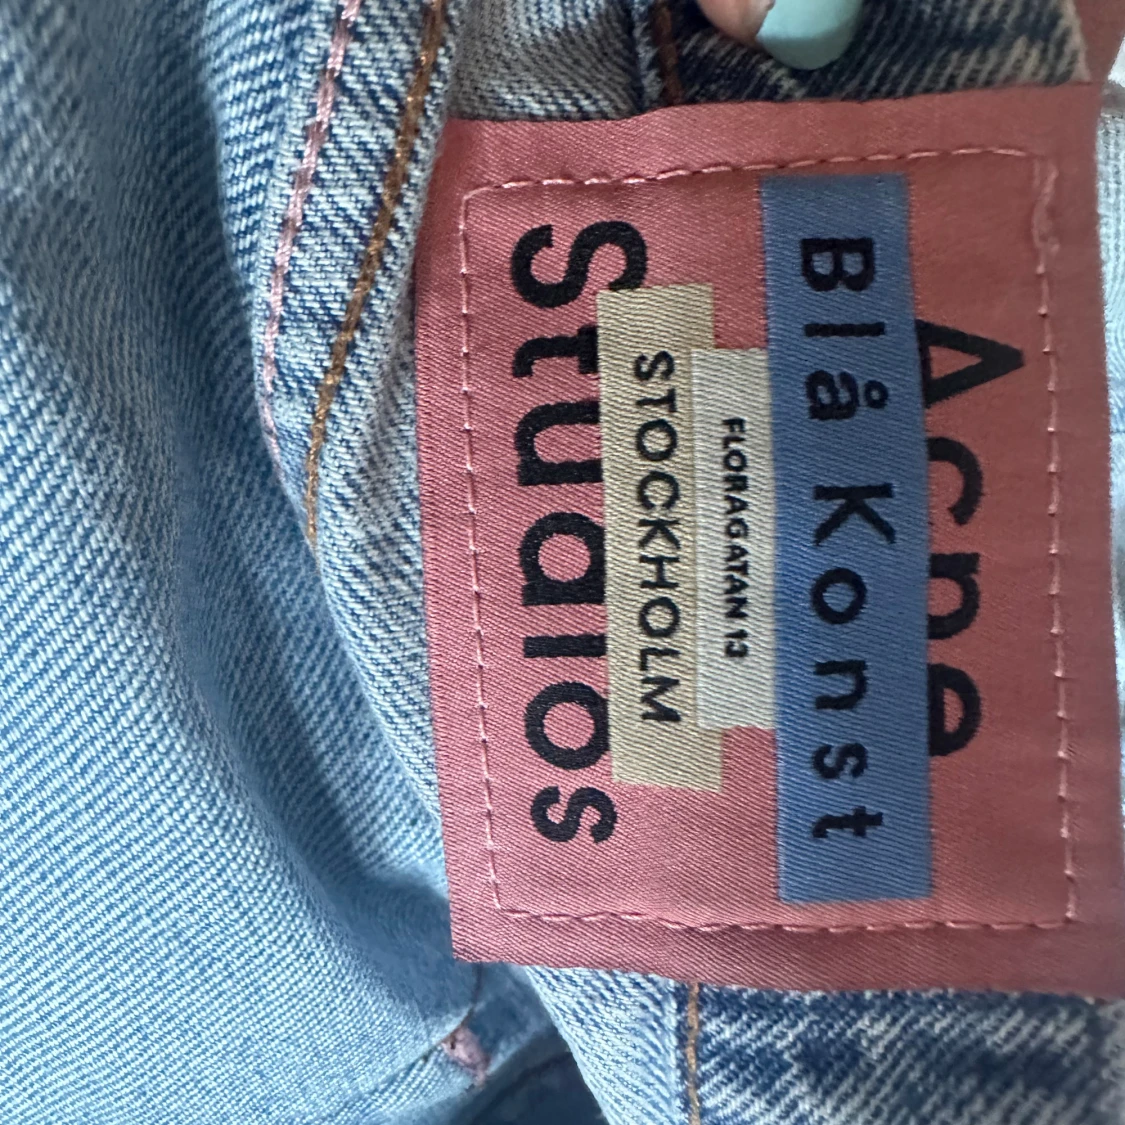 Acne
Blå Konst
FLORAGATAN 13
STOCKHOLM
Studios